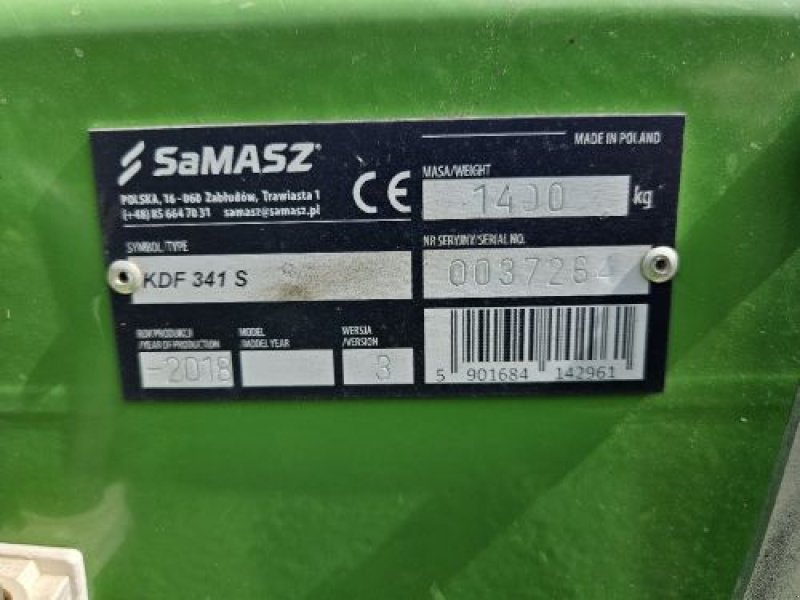 SaMASZ
MADE IN POLAND
POLSKA, 16-060 Zabłudów, Trawiasta 1
(+48) 85 664 70 31 samasz@samasz.pl
CE
MASA/WEIGHT
1400 kg
SYMBOL/TYPE
KDF 341 S
NR SERYJNY/SERIAL NO.
0037264
ROK PRODUKCJI
/YEAR OF PRODUCTION
-2018
MODEL
/MODEL YEAR
WERSJA
/VERSION
3
5 901684 142961